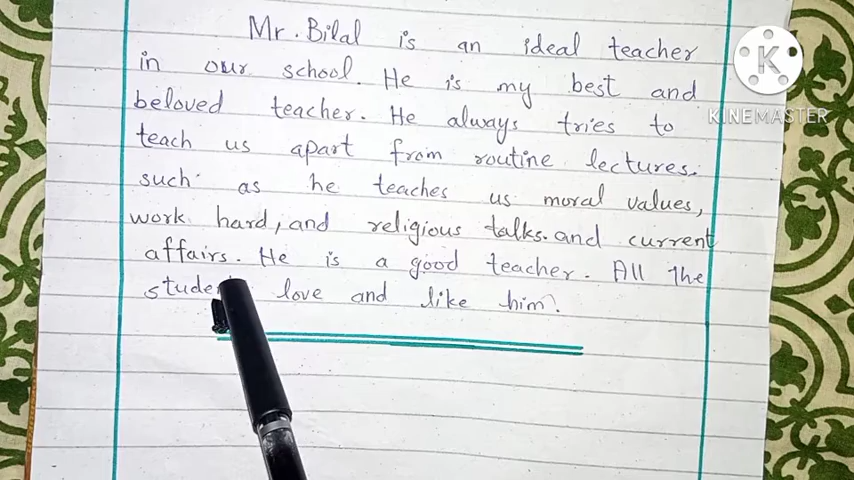 Mr. Bilal is an ideal teacher
in our school. He is my best and
beloved teacher. He always tries to
teach us apart from routine lectures.
such as he teaches us moral values,
work hard, and religious talks. and current
affairs. He is a good teacher. All the
love and like him.
K
KINEMASTER